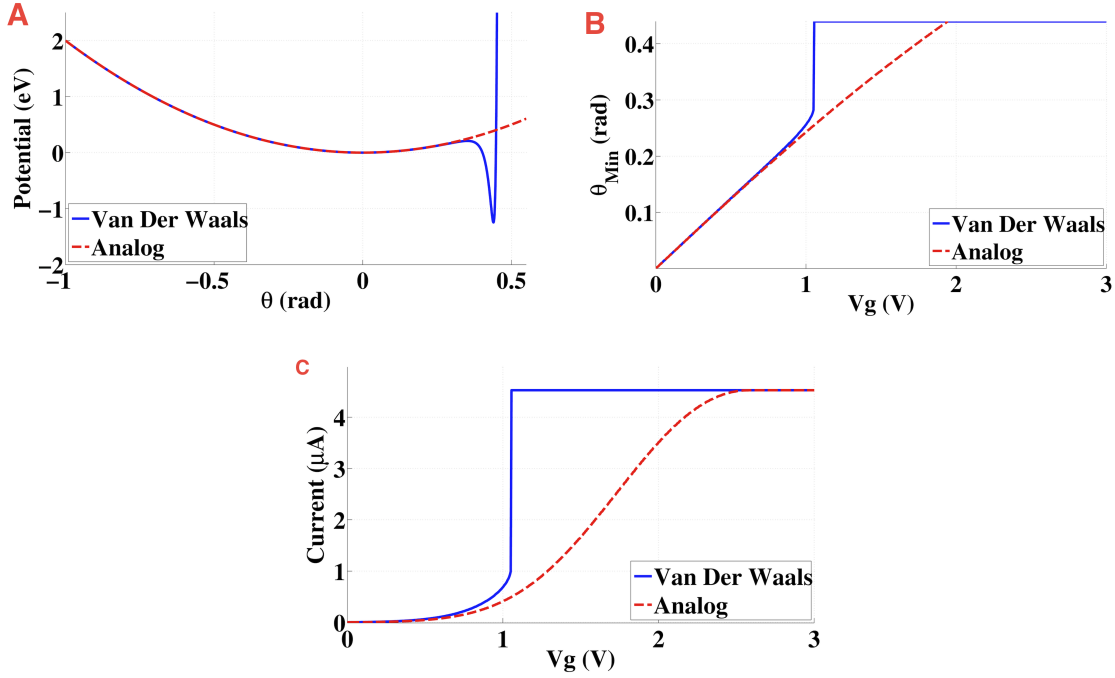 A
Potential (eV)
2
1
0
−1
−2
Van Der Waals
Analog
−1
−0.5
0
0.5
θ (rad)
B
θMin (rad)
0.4
0.3
0.2
0.1
Van Der Waals
Analog
0
1
2
3
Vg (V)
C
Current (μA)
4
3
2
1
0
Van Der Waals
Analog
0
1
2
3
Vg (V)